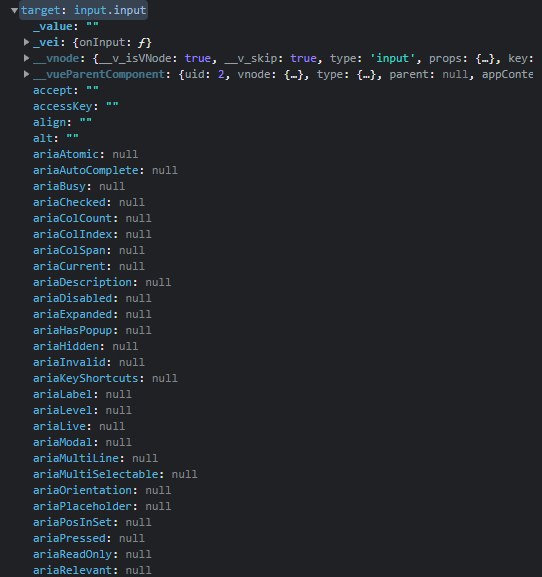 target: input.input
_value: ""
_vei: {onInput: ƒ}
__vnode: {__v_isVNode: true, __v_skip: true, type: 'input', props: {…}, key:
__vueParentComponent: {uid: 2, vnode: {…}, type: {…}, parent: null, appConte
accept: ""
accessKey: ""
align: ""
alt: ""
ariaAtomic: null
ariaAutoComplete: null
ariaBusy: null
ariaChecked: null
ariaColCount: null
ariaColIndex: null
ariaColSpan: null
ariaCurrent: null
ariaDescription: null
ariaDisabled: null
ariaExpanded: null
ariaHasPopup: null
ariaHidden: null
ariaInvalid: null
ariaKeyShortcuts: null
ariaLabel: null
ariaLevel: null
ariaLive: null
ariaModal: null
ariaMultiLine: null
ariaMultiSelectable: null
ariaOrientation: null
ariaPlaceholder: null
ariaPosInSet: null
ariaPressed: null
ariaReadOnly: null
ariaRelevant: null